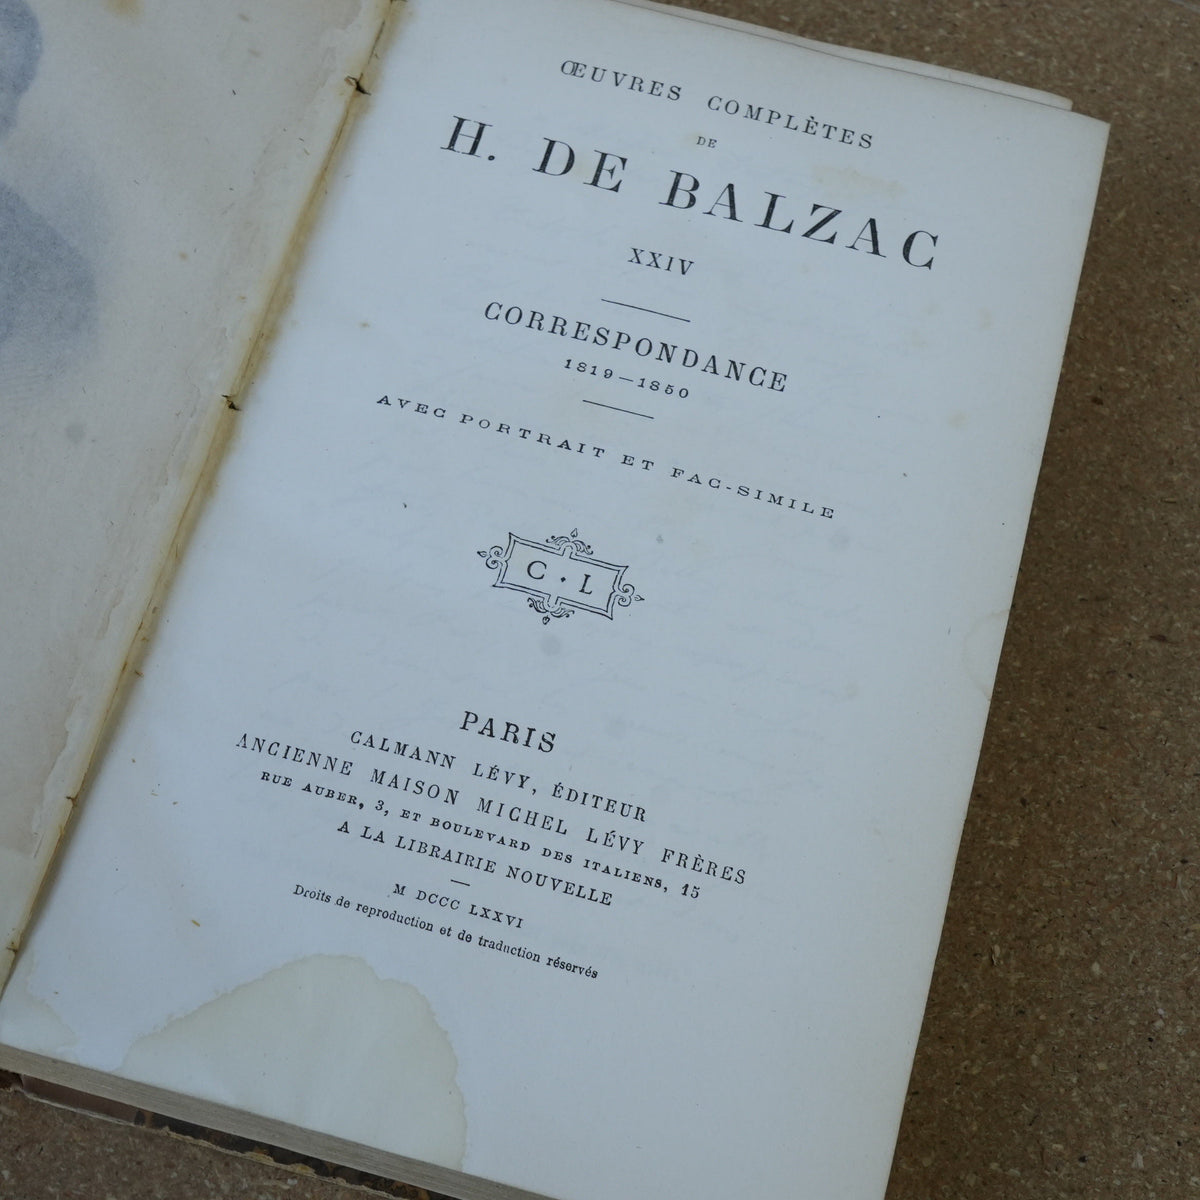 ŒUVRES COMPLÈTES
DE
H. DE BALZAC
XXIV
CORRESPONDANCE
1819—1850
AVEC PORTRAIT ET FAC-SIMILE
C · L
PARIS
CALMANN LÉVY, ÉDITEUR
ANCIENNE MAISON MICHEL LÉVY FRÈRES
RUE AUBER, 3, ET BOULEVARD DES ITALIENS, 15
A LA LIBRAIRIE NOUVELLE
M DCCC LXXVI
Droits de reproduction et de traduction réservés